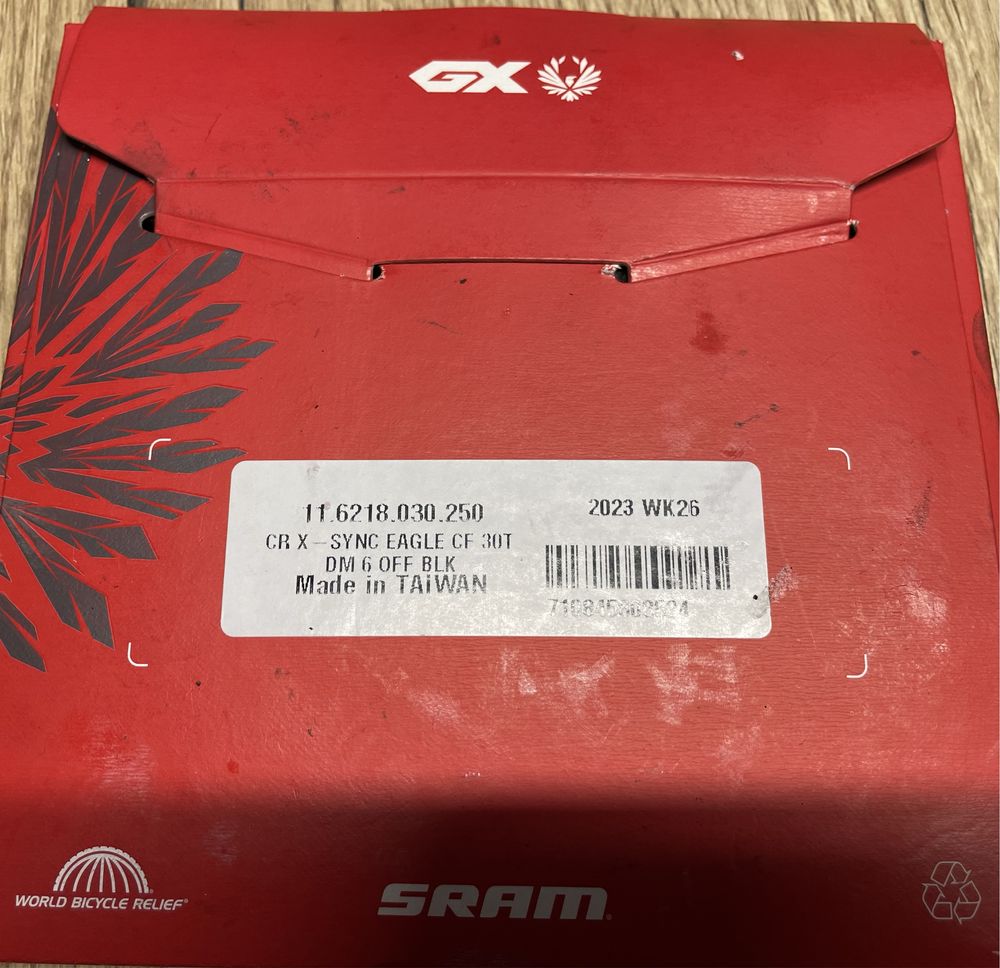 GX
11.6218.030.250
2023 WK26
CR X-SYNC EAGLE CF 30T
DM 6 OFF BLK
Made in TAiWAN
WORLD BICYCLE RELIEF®
SRAM